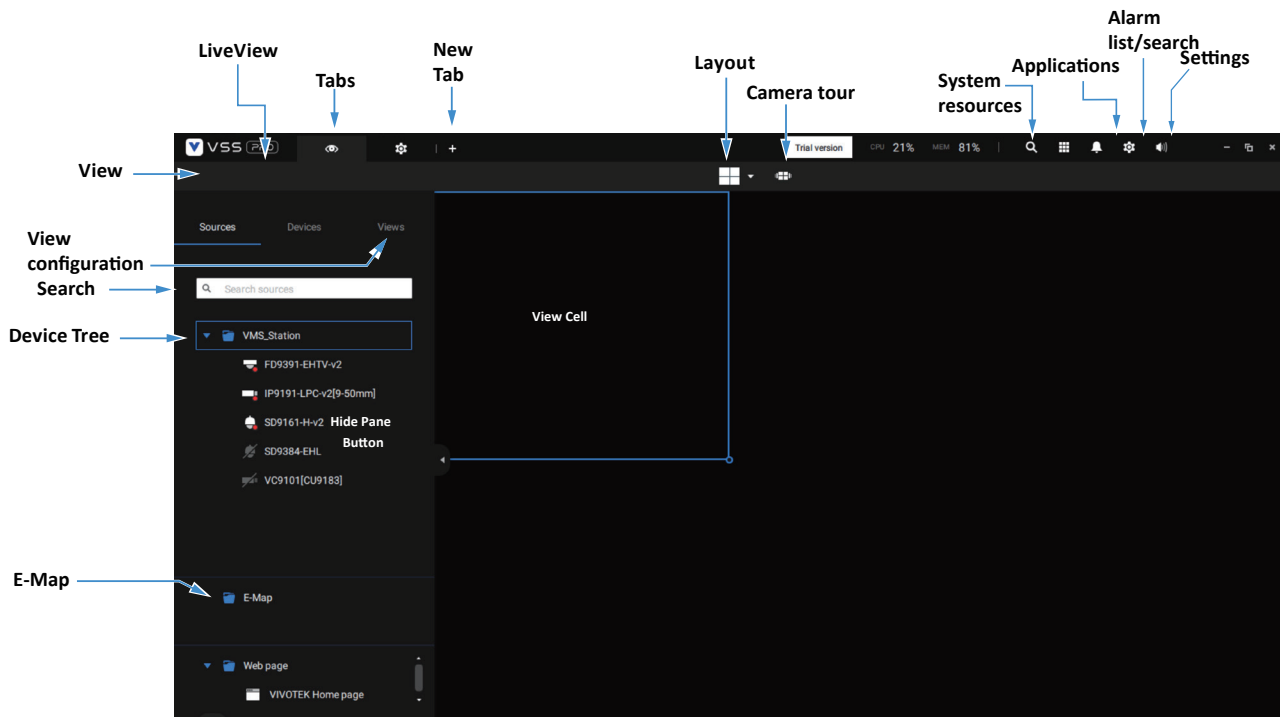 Alarm
list/search
LiveView
New
Tab
Settings
Layout
Applications
Tabs
System
resources
Camera tour
VSS PRO
+
Trial version
CPU 21%
MEM 81%
View
Sources
Devices
Views
View
configuration
Search
Search sources
View Cell
Device Tree
VMS_Station
FD9391-EHTV-v2
IP9191-LPC-v2[9-50mm]
SD9161-H-v2
Hide Pane
Button
SD9384-EHL
VC9101[CU9183]
E-Map
E-Map
Web page
VIVOTEK Home page